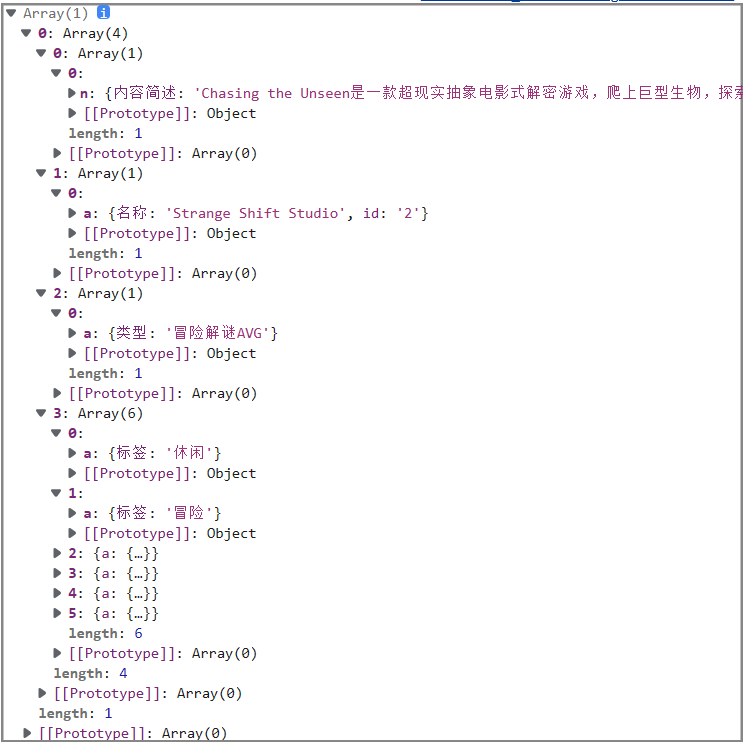 Array(1) i
0: Array(4)
0: Array(1)
0:
n: {内容简述: 'Chasing the Unseen是一款超现实抽象电影式解密游戏，爬上巨型生物，探索
[[Prototype]]: Object
length: 1
[[Prototype]]: Array(0)
1: Array(1)
0:
a: {名称: 'Strange Shift Studio', id: '2'}
[[Prototype]]: Object
length: 1
[[Prototype]]: Array(0)
2: Array(1)
0:
a: {类型: '冒险解谜AVG'}
[[Prototype]]: Object
length: 1
[[Prototype]]: Array(0)
3: Array(6)
0:
a: {标签: '休闲'}
[[Prototype]]: Object
1:
a: {标签: '冒险'}
[[Prototype]]: Object
2: {a: {…}}
3: {a: {…}}
4: {a: {…}}
5: {a: {…}}
length: 6
[[Prototype]]: Array(0)
length: 4
[[Prototype]]: Array(0)
length: 1
[[Prototype]]: Array(0)